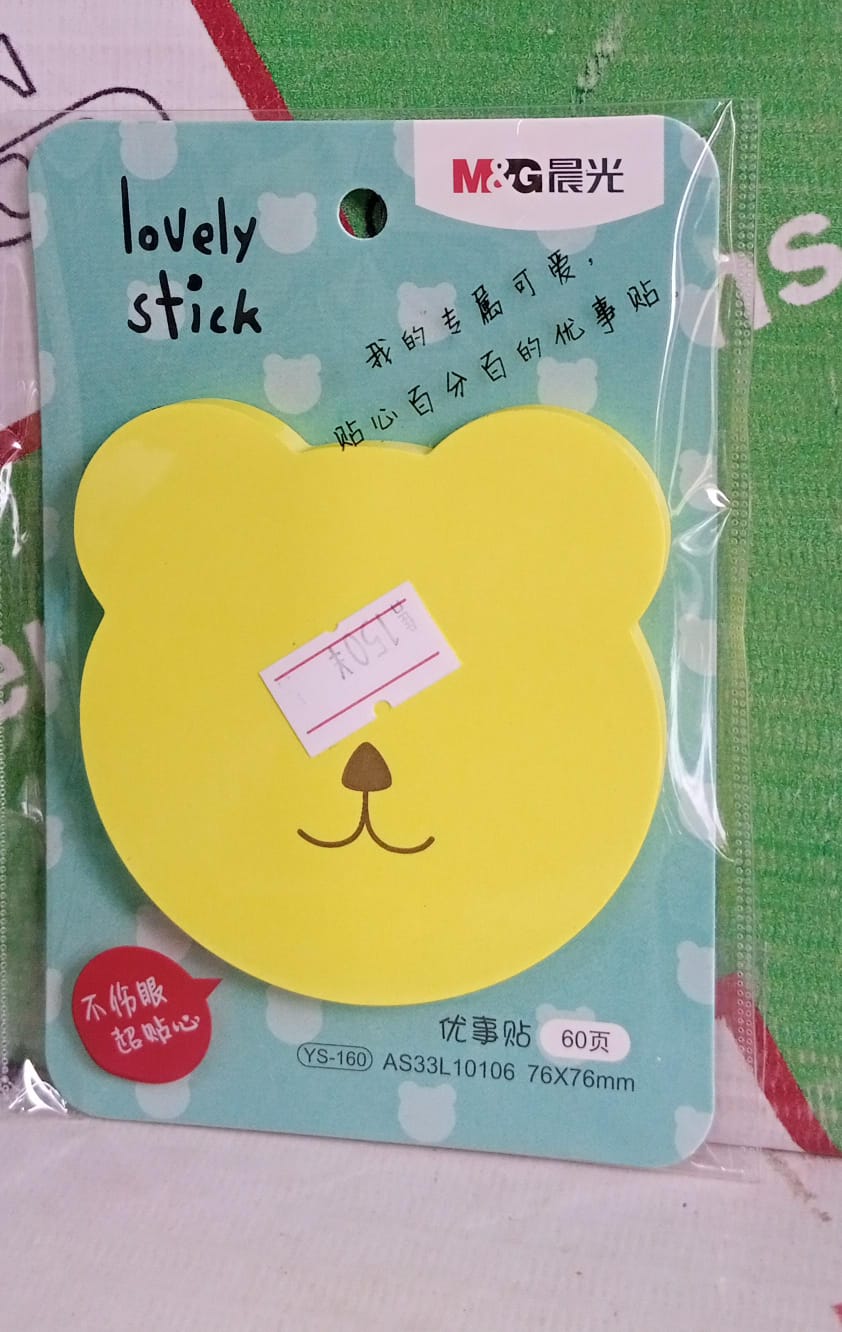 M&G晨光
lovely
stick
我的专属可爱，
贴心百分百的优事贴.
150¥
不伤眼
超贴心
优事贴 60页
YS-160 AS33L10106 76X76mm